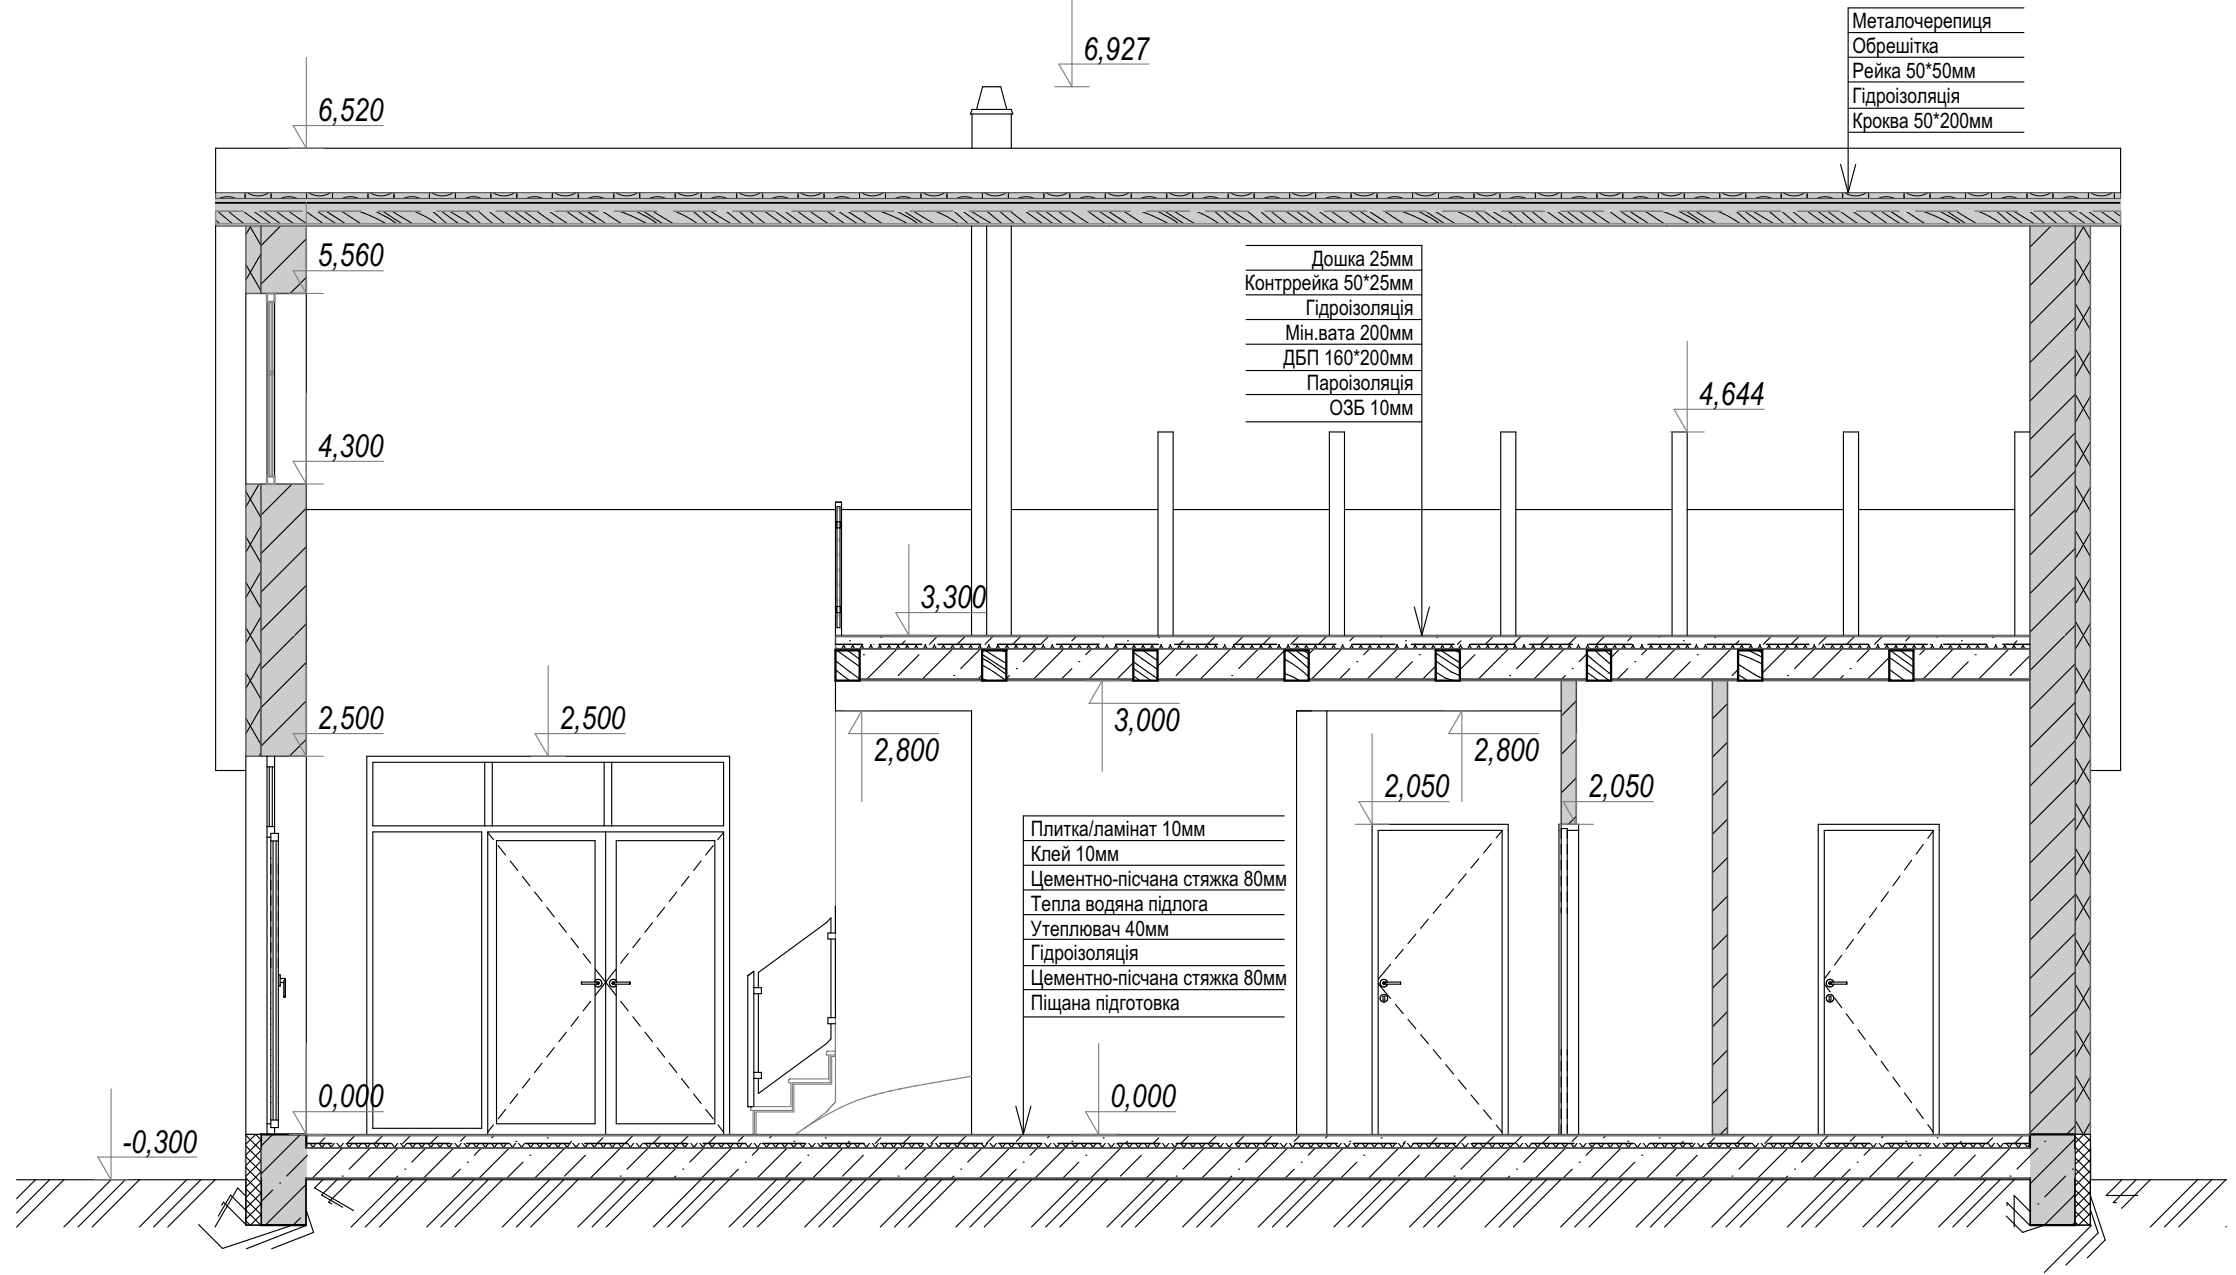 6,927
Металочерепиця
Обрешітка
Рейка 50*50мм
Гідроізоляція
Кроква 50*200мм
6,520
5,560
Дошка 25мм
Контррейка 50*25мм
Гідроізоляція
Мін.вата 200мм
ДБП 160*200мм
Пароізоляція
ОЗБ 10мм
4,644
4,300
3,300
2,500
2,500
3,000
2,800
2,800
2,050
2,050
Плитка/ламінат 10мм
Клей 10мм
Цементно-пісчана стяжка 80мм
Тепла водяна підлога
Утеплювач 40мм
Гідроізоляція
Цементно-пісчана стяжка 80мм
Піщана підготовка
0,000
0,000
-0,300